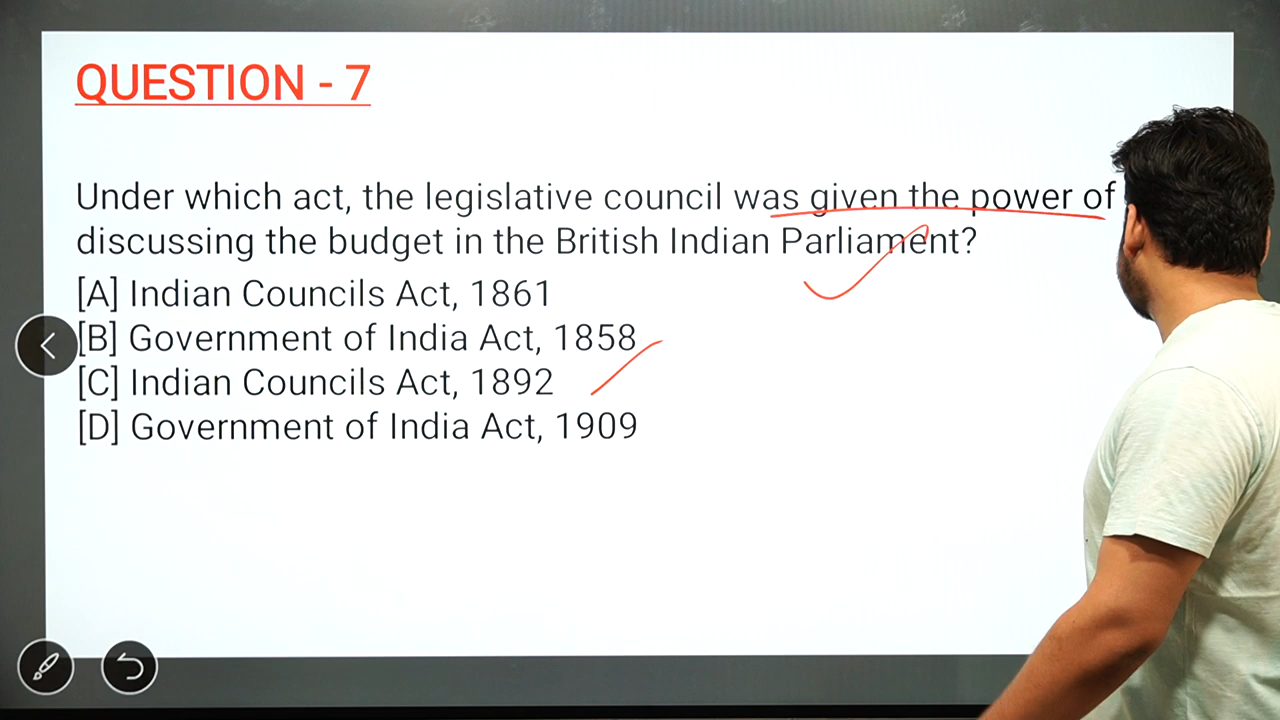 QUESTION - 7
Under which act, the legislative council was given the power of
discussing the budget in the British Indian Parliament?
[A] Indian Councils Act, 1861
[B] Government of India Act, 1858
[C] Indian Councils Act, 1892
[D] Government of India Act, 1909